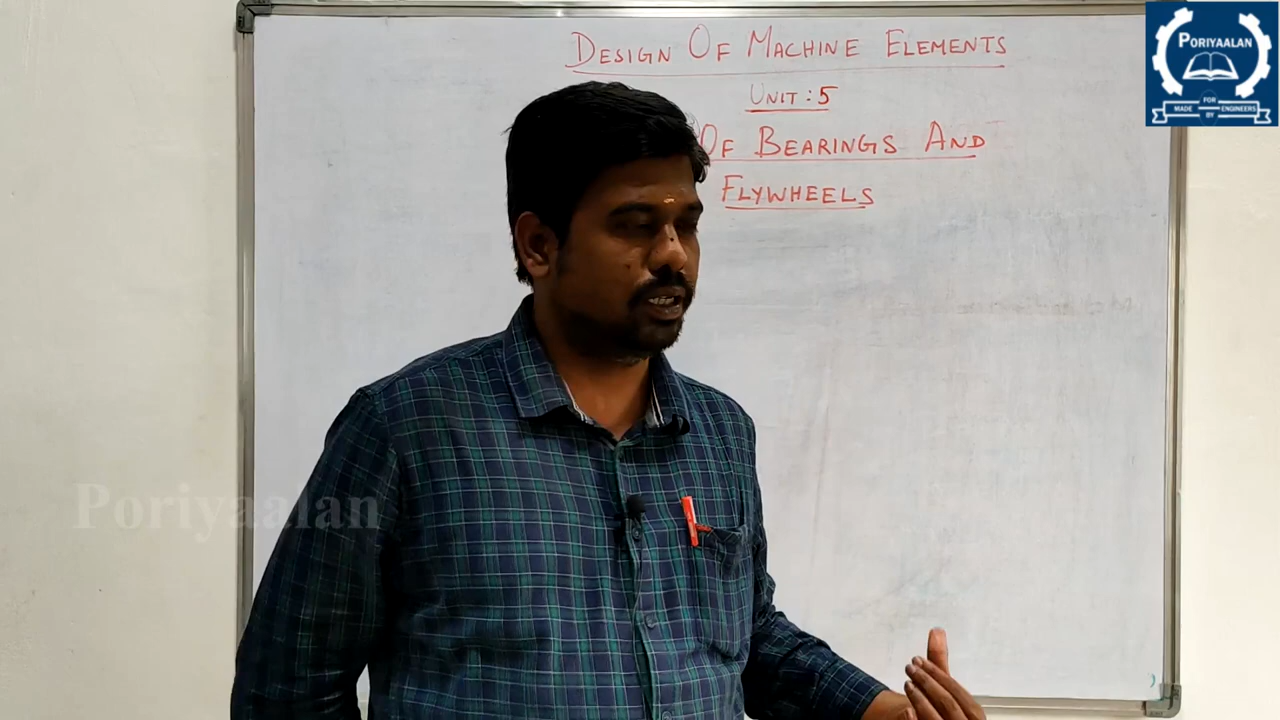 DESIGN OF MACHINE ELEMENTS
UNIT : 5
OF BEARINGS AND
FLYWHEELS
PORIYAALAN
MADE FOR BY ENGINEERS
Poriyaalan